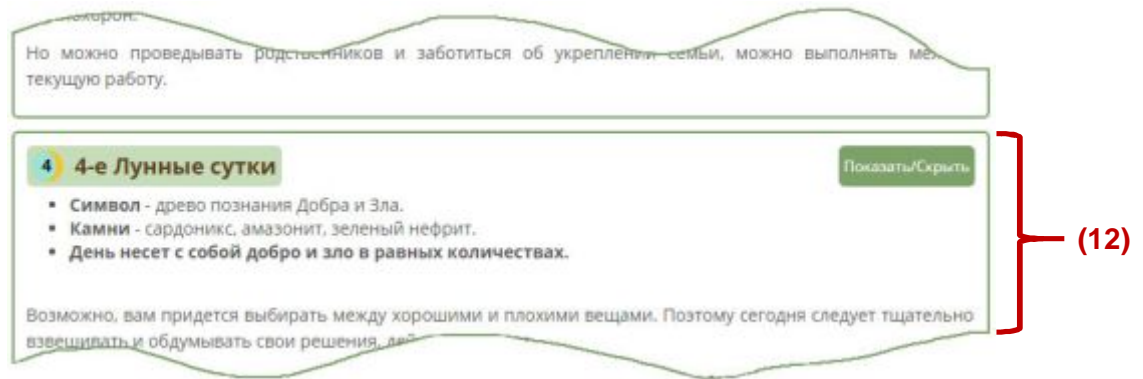 Но можно проведывать родственников и заботиться об укреплении семьи, можно выполнять
текущую работу.
4 4-е Лунные сутки
Показать/Скрыть
Символ - древо познания Добра и Зла.
Камни - сардоникс, амазонит, зеленый нефрит.
День несет с собой добро и зло в равных количествах.
(12)
Возможно, вам придется выбирать между хорошими и плохими вещами. Поэтому сегодня следует тщательно
взвешивать и обдумывать свои решения,